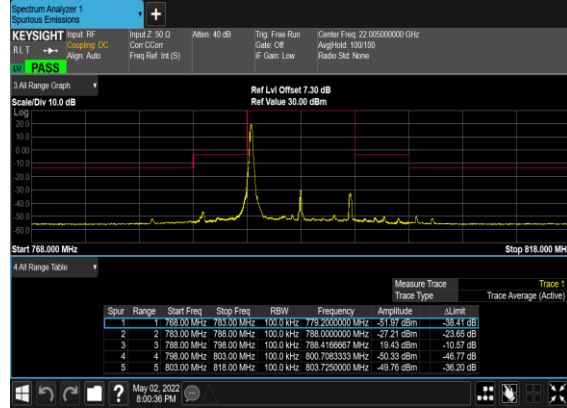 Spectrum Analyzer 1
Spurious Emissions
KEYSIGHT Input: RF Input Z: 50 Ω Atten: 40 dB Trig: Free Run Center Freq: 22.005000000 GHz
RLT Coupling: DC Corr CCorr Gate: Off Avg|Hold: 100/100
Align: Auto Freq Ref: Int (S) IF Gain: Low Radio Std: None
LW PASS
3 All Range Graph
Ref Lvl Offset 7.30 dB
Scale/Div 10.0 dB Ref Value 30.00 dBm
Log
20.0
10.0
0.00
-10.0
-20.0
-30.0
-40.0
-50.0
-60.0
Start 768.000 MHz Stop 818.000 MH
4 All Range Table
Measure Trace Trace 1
Trace Type Trace Average (Active)
Spur Range Start Freq Stop Freq RBW Frequency Amplitude ΔLimit
1 1 768.00 MHz 783.00 MHz 100.0 kHz 779.2000000 MHz -51.97 dBm -38.41 dB
2 2 783.00 MHz 788.00 MHz 100.0 kHz 788.0000000 MHz -27.21 dBm -23.65 dB
3 3 788.00 MHz 798.00 MHz 100.0 kHz 788.4166667 MHz 19.43 dBm -10.57 dB
4 4 798.00 MHz 803.00 MHz 100.0 kHz 800.7083333 MHz -50.33 dBm -46.77 dB
5 5 803.00 MHz 818.00 MHz 100.0 kHz 803.7250000 MHz -49.76 dBm -36.20 dB
May 02, 2022
8:00:36 PM